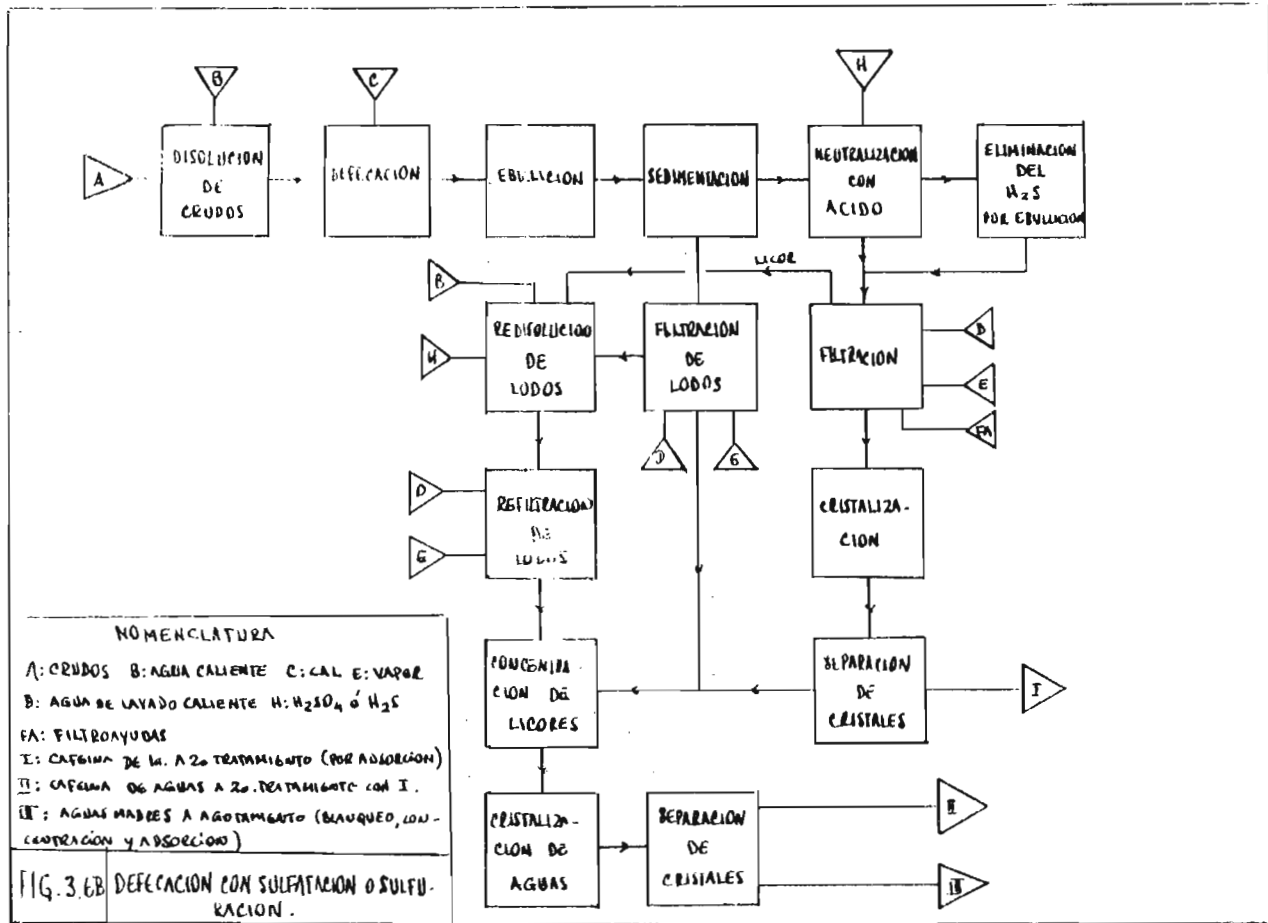 B
C
H
A
DISOLUCION
DE
CRUDOS
DEFECACION
EBULLICION
SEDIMENTACION
NEUTRALIZACION
CON
ACIDO
ELIMINACION
DEL
H₂S
POR EBULLICION
LICOR
B
H
REDISOLUCION
DE
LODOS
FILTRACION
DE
LODOS
FILTRACION
D
E
FA
D
E
D
E
REFILTRACION
DE
LODOS
CRISTALIZA-
CION
CONCENTRA-
CION DE
LICORES
SEPARACION
DE
CRISTALES
I
CRISTALIZA-
CION DE
AGUAS
SEPARACION
DE
CRISTALES
II
III
NOMENCLATURA
A: CRUDOS B: AGUA CALIENTE C: CAL E: VAPOR
D: AGUA DE LAVADO CALIENTE H: H₂SO₄ ó H₂S
FA: FILTROAYUDAS
I: CAFEINA DE 1a. A 2o TRATAMIENTO (POR ADSORCION)
II: CAFEINA DE AGUAS A 2o. TRATAMIENTO CON I.
III: AGUAS MADRES A AGOTAMIENTO (BLANQUEO, CON-
CENTRACION Y ADSORCION)
FIG. 3.6B DEFECACION CON SULFATACION O SULFU-
RACION.